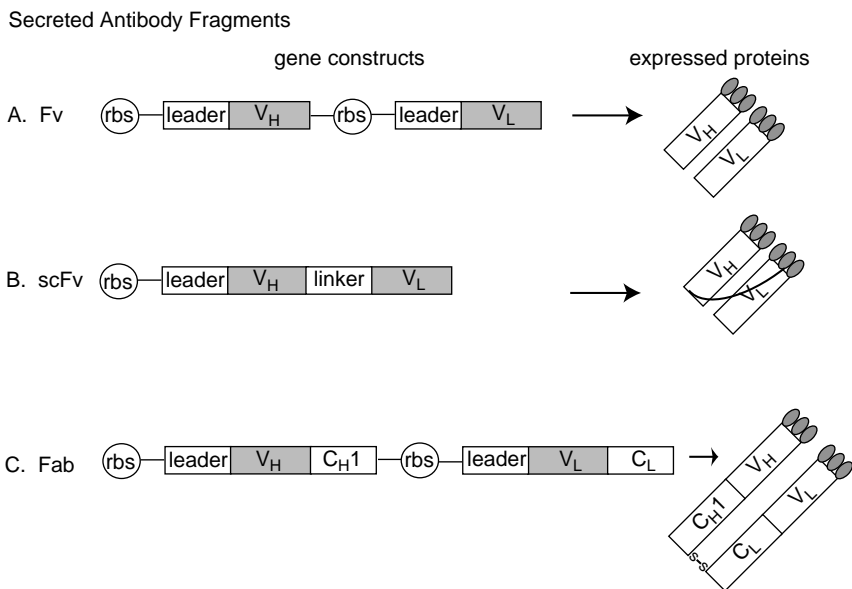 Secreted Antibody Fragments
gene constructs expressed proteins
A. Fv rbs leader VH rbs leader VL VH VL
B. scFv rbs leader VH linker VL VH VL
C. Fab rbs leader VH CH1 rbs leader VL CL VH CH1 VL CL s-s